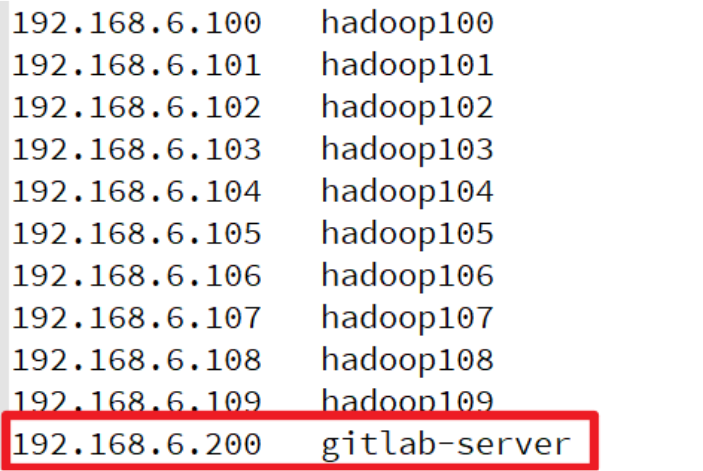 192.168.6.100 hadoop100
192.168.6.101 hadoop101
192.168.6.102 hadoop102
192.168.6.103 hadoop103
192.168.6.104 hadoop104
192.168.6.105 hadoop105
192.168.6.106 hadoop106
192.168.6.107 hadoop107
192.168.6.108 hadoop108
192.168.6.109 hadoop109
192.168.6.200 gitlab-server